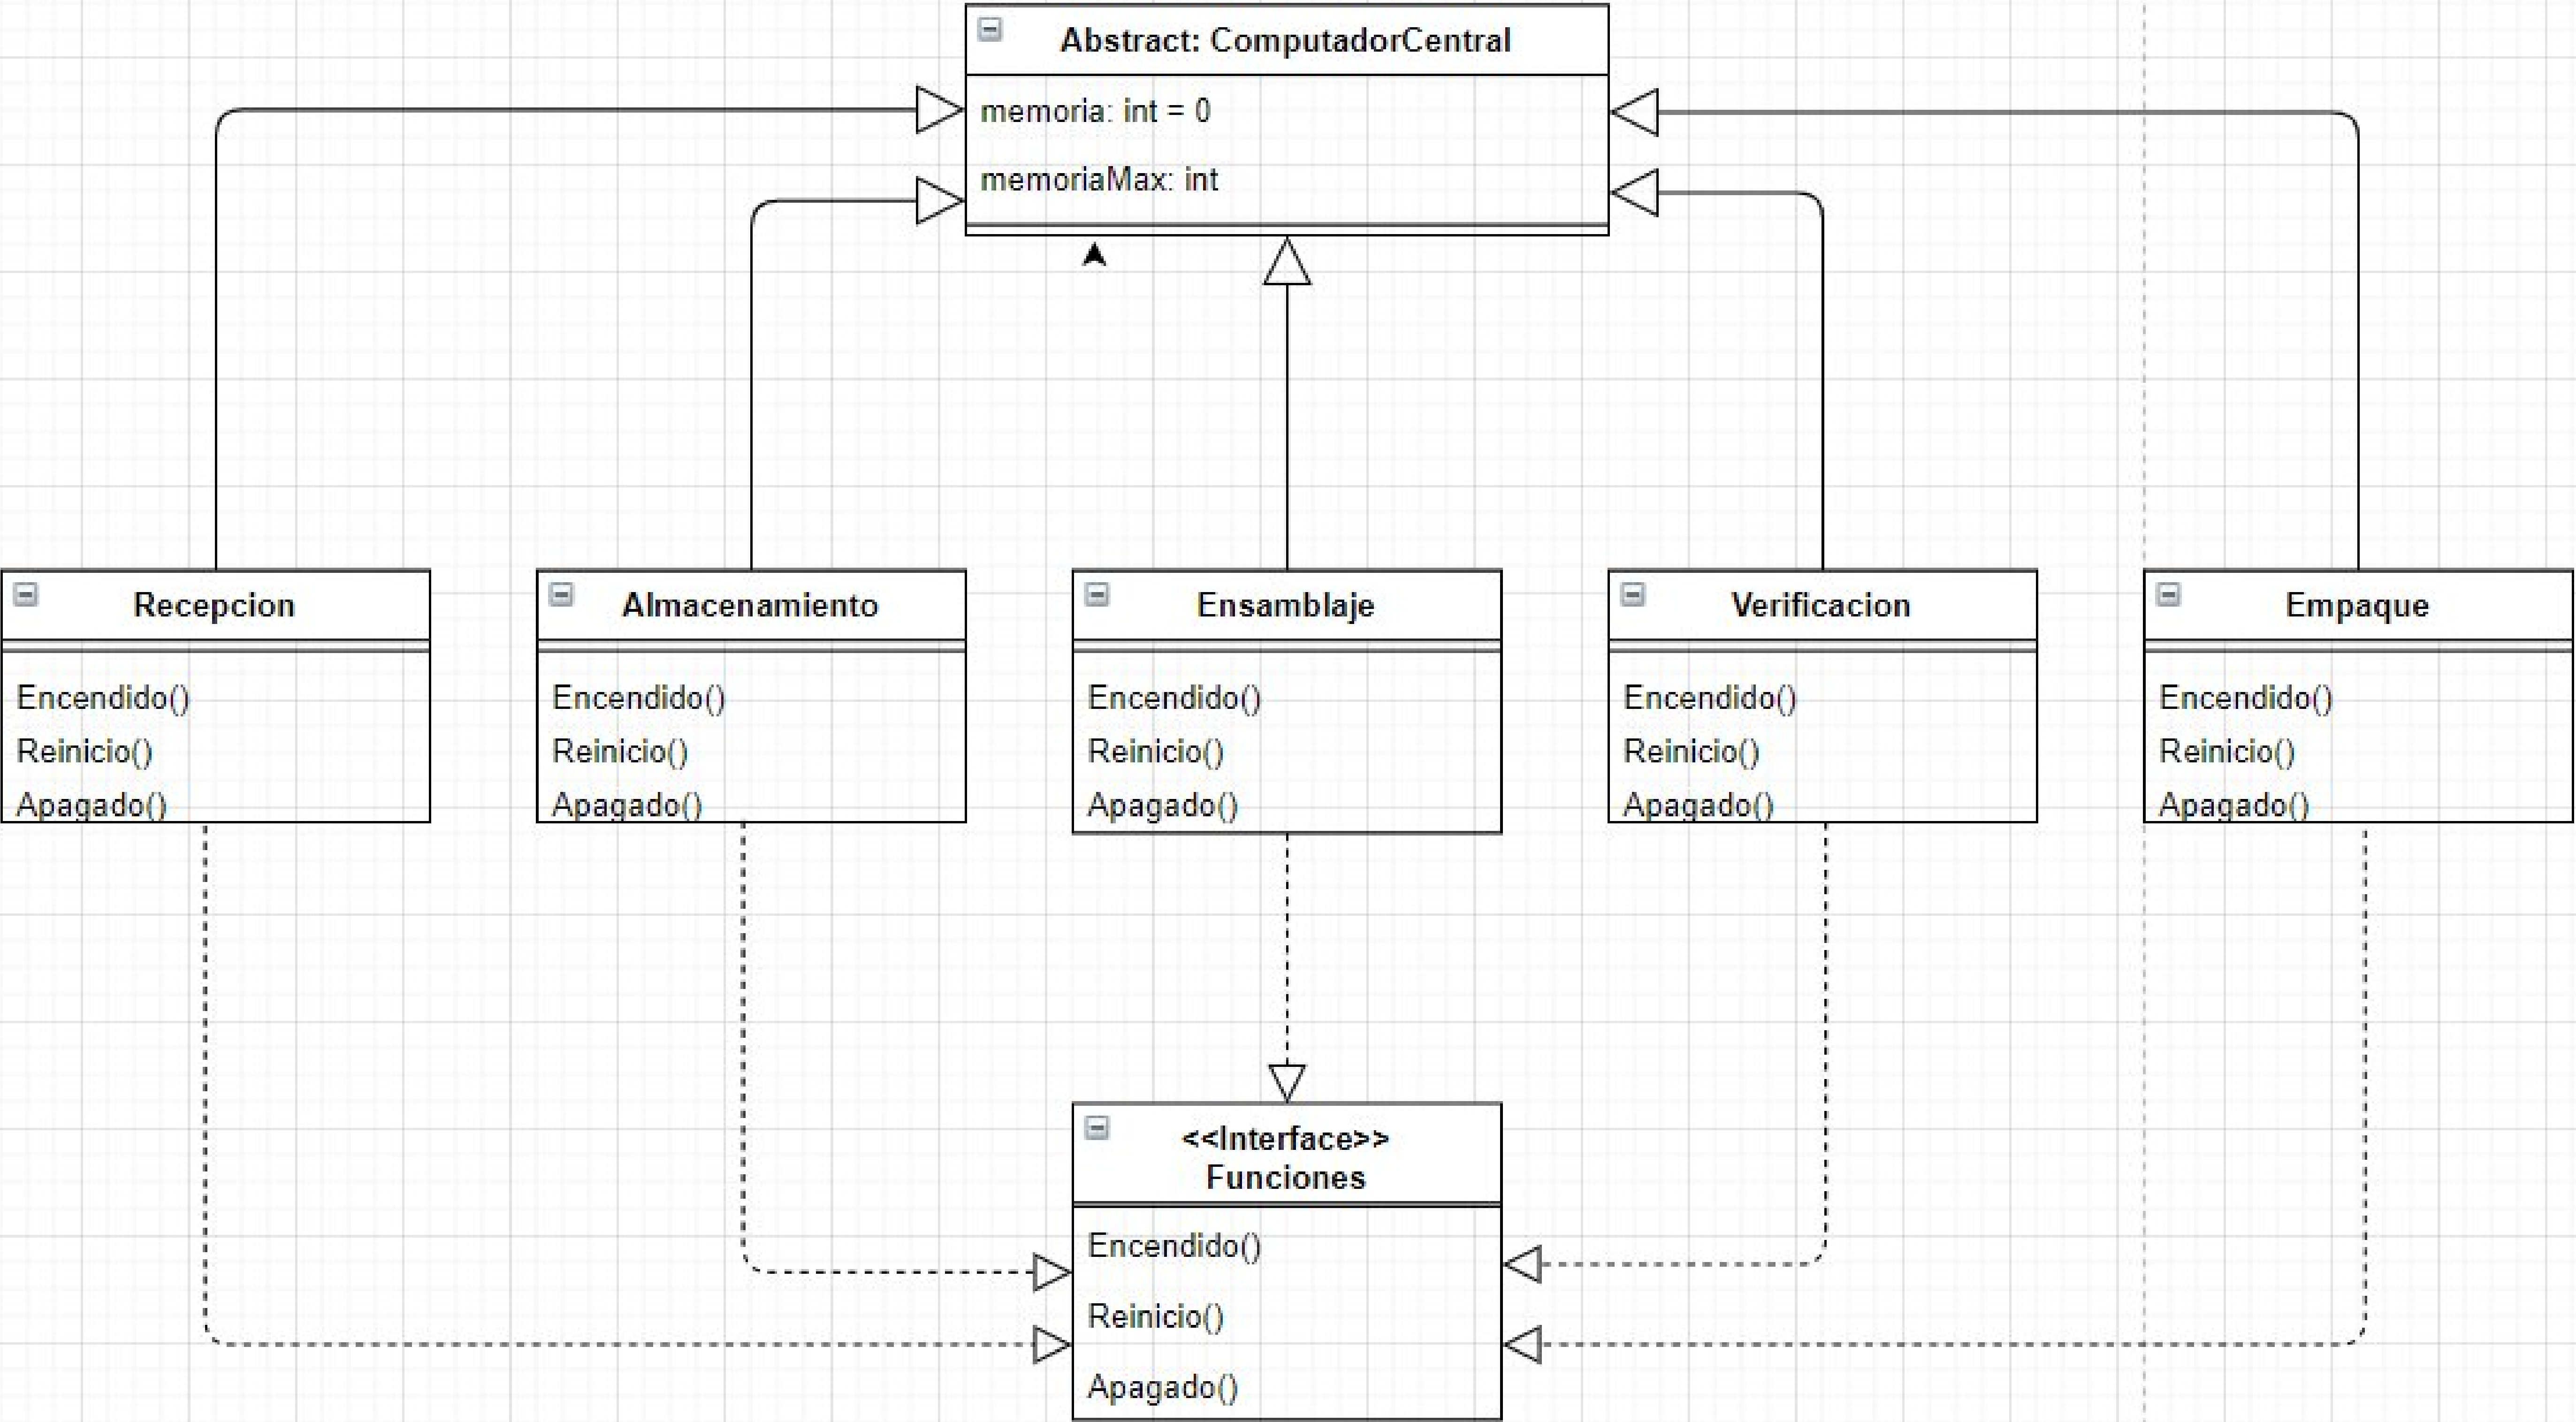 Abstract: ComputadorCentral
memoria: int = 0
memoriaMax: int
Recepcion
Encendido()
Reinicio()
Apagado()
Almacenamiento
Encendido()
Reinicio()
Apagado()
Ensamblaje
Encendido()
Reinicio()
Apagado()
Verificacion
Encendido()
Reinicio()
Apagado()
Empaque
Encendido()
Reinicio()
Apagado()
<<Interface>>
Funciones
Encendido()
Reinicio()
Apagado()